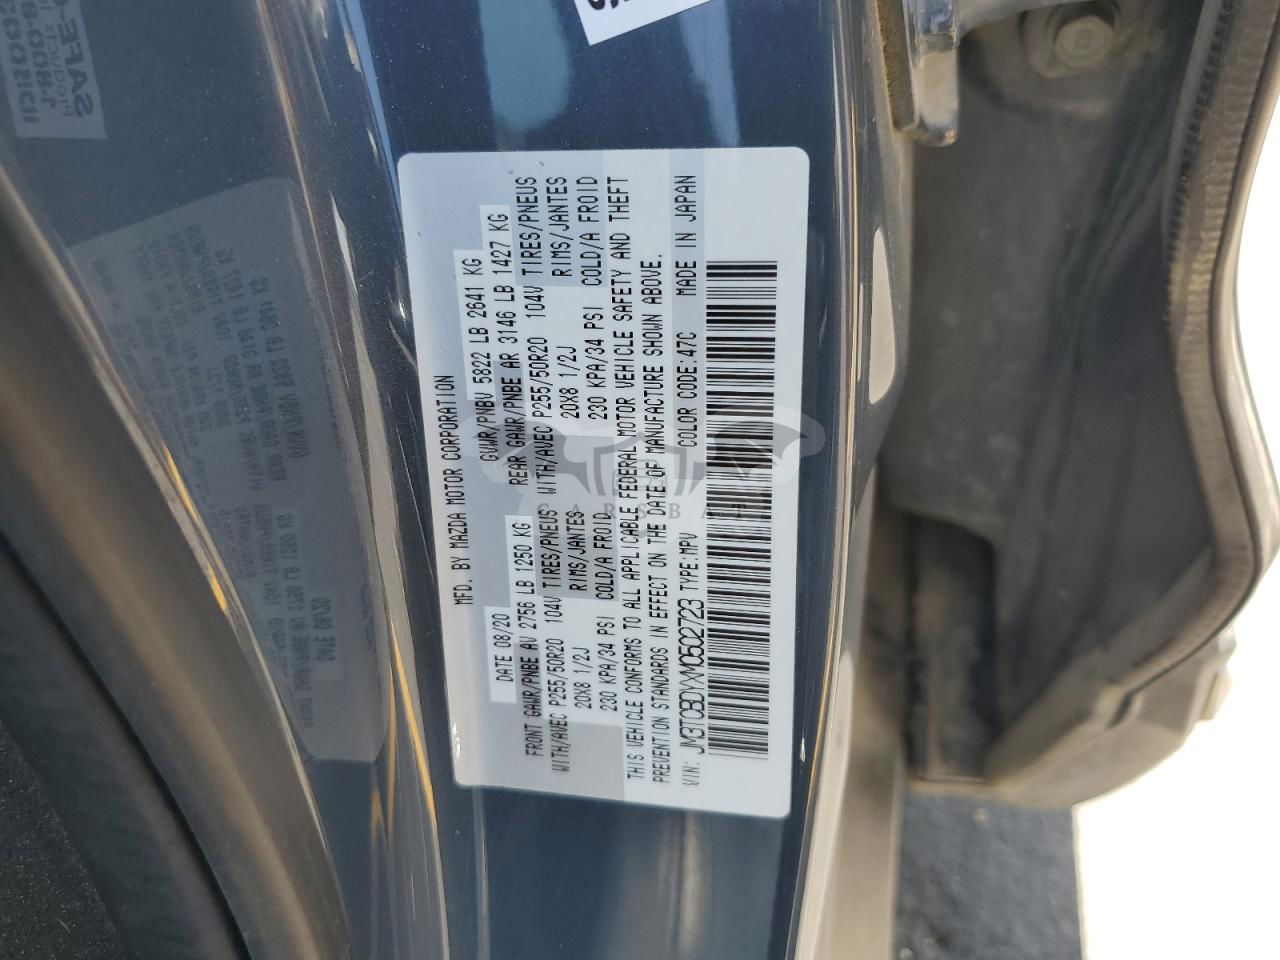 MFD. BY MAZDA MOTOR CORPORATION
DATE 08/20 GVWR/PNBV 5822 LB 2641 KG
FRONT GAWR/PNBE AV 2756 LB 1250 KG REAR GAWR/PNBE AR 3146 LB 1427 KG
WITH/AVEC P255/50R20 104V TIRES/PNEUS WITH/AVEC P255/50R20 104V TIRES/PNEUS
20X8 1/2J RIMS/JANTES 20X8 1/2J RIMS/JANTES
230 KPA/34 PSI COLD/A FROID 230 KPA/34 PSI COLD/A FROID
THIS VEHICLE CONFORMS TO ALL APPLICABLE FEDERAL MOTOR VEHICLE SAFETY AND THEFT
PREVENTION STANDARDS IN EFFECT ON THE DATE OF MANUFACTURE SHOWN ABOVE.
VIN: JM3TCBDYXM0502723 TYPE:MPV COLOR CODE:47C MADE IN JAPAN
CARSBAT
SAFE
products